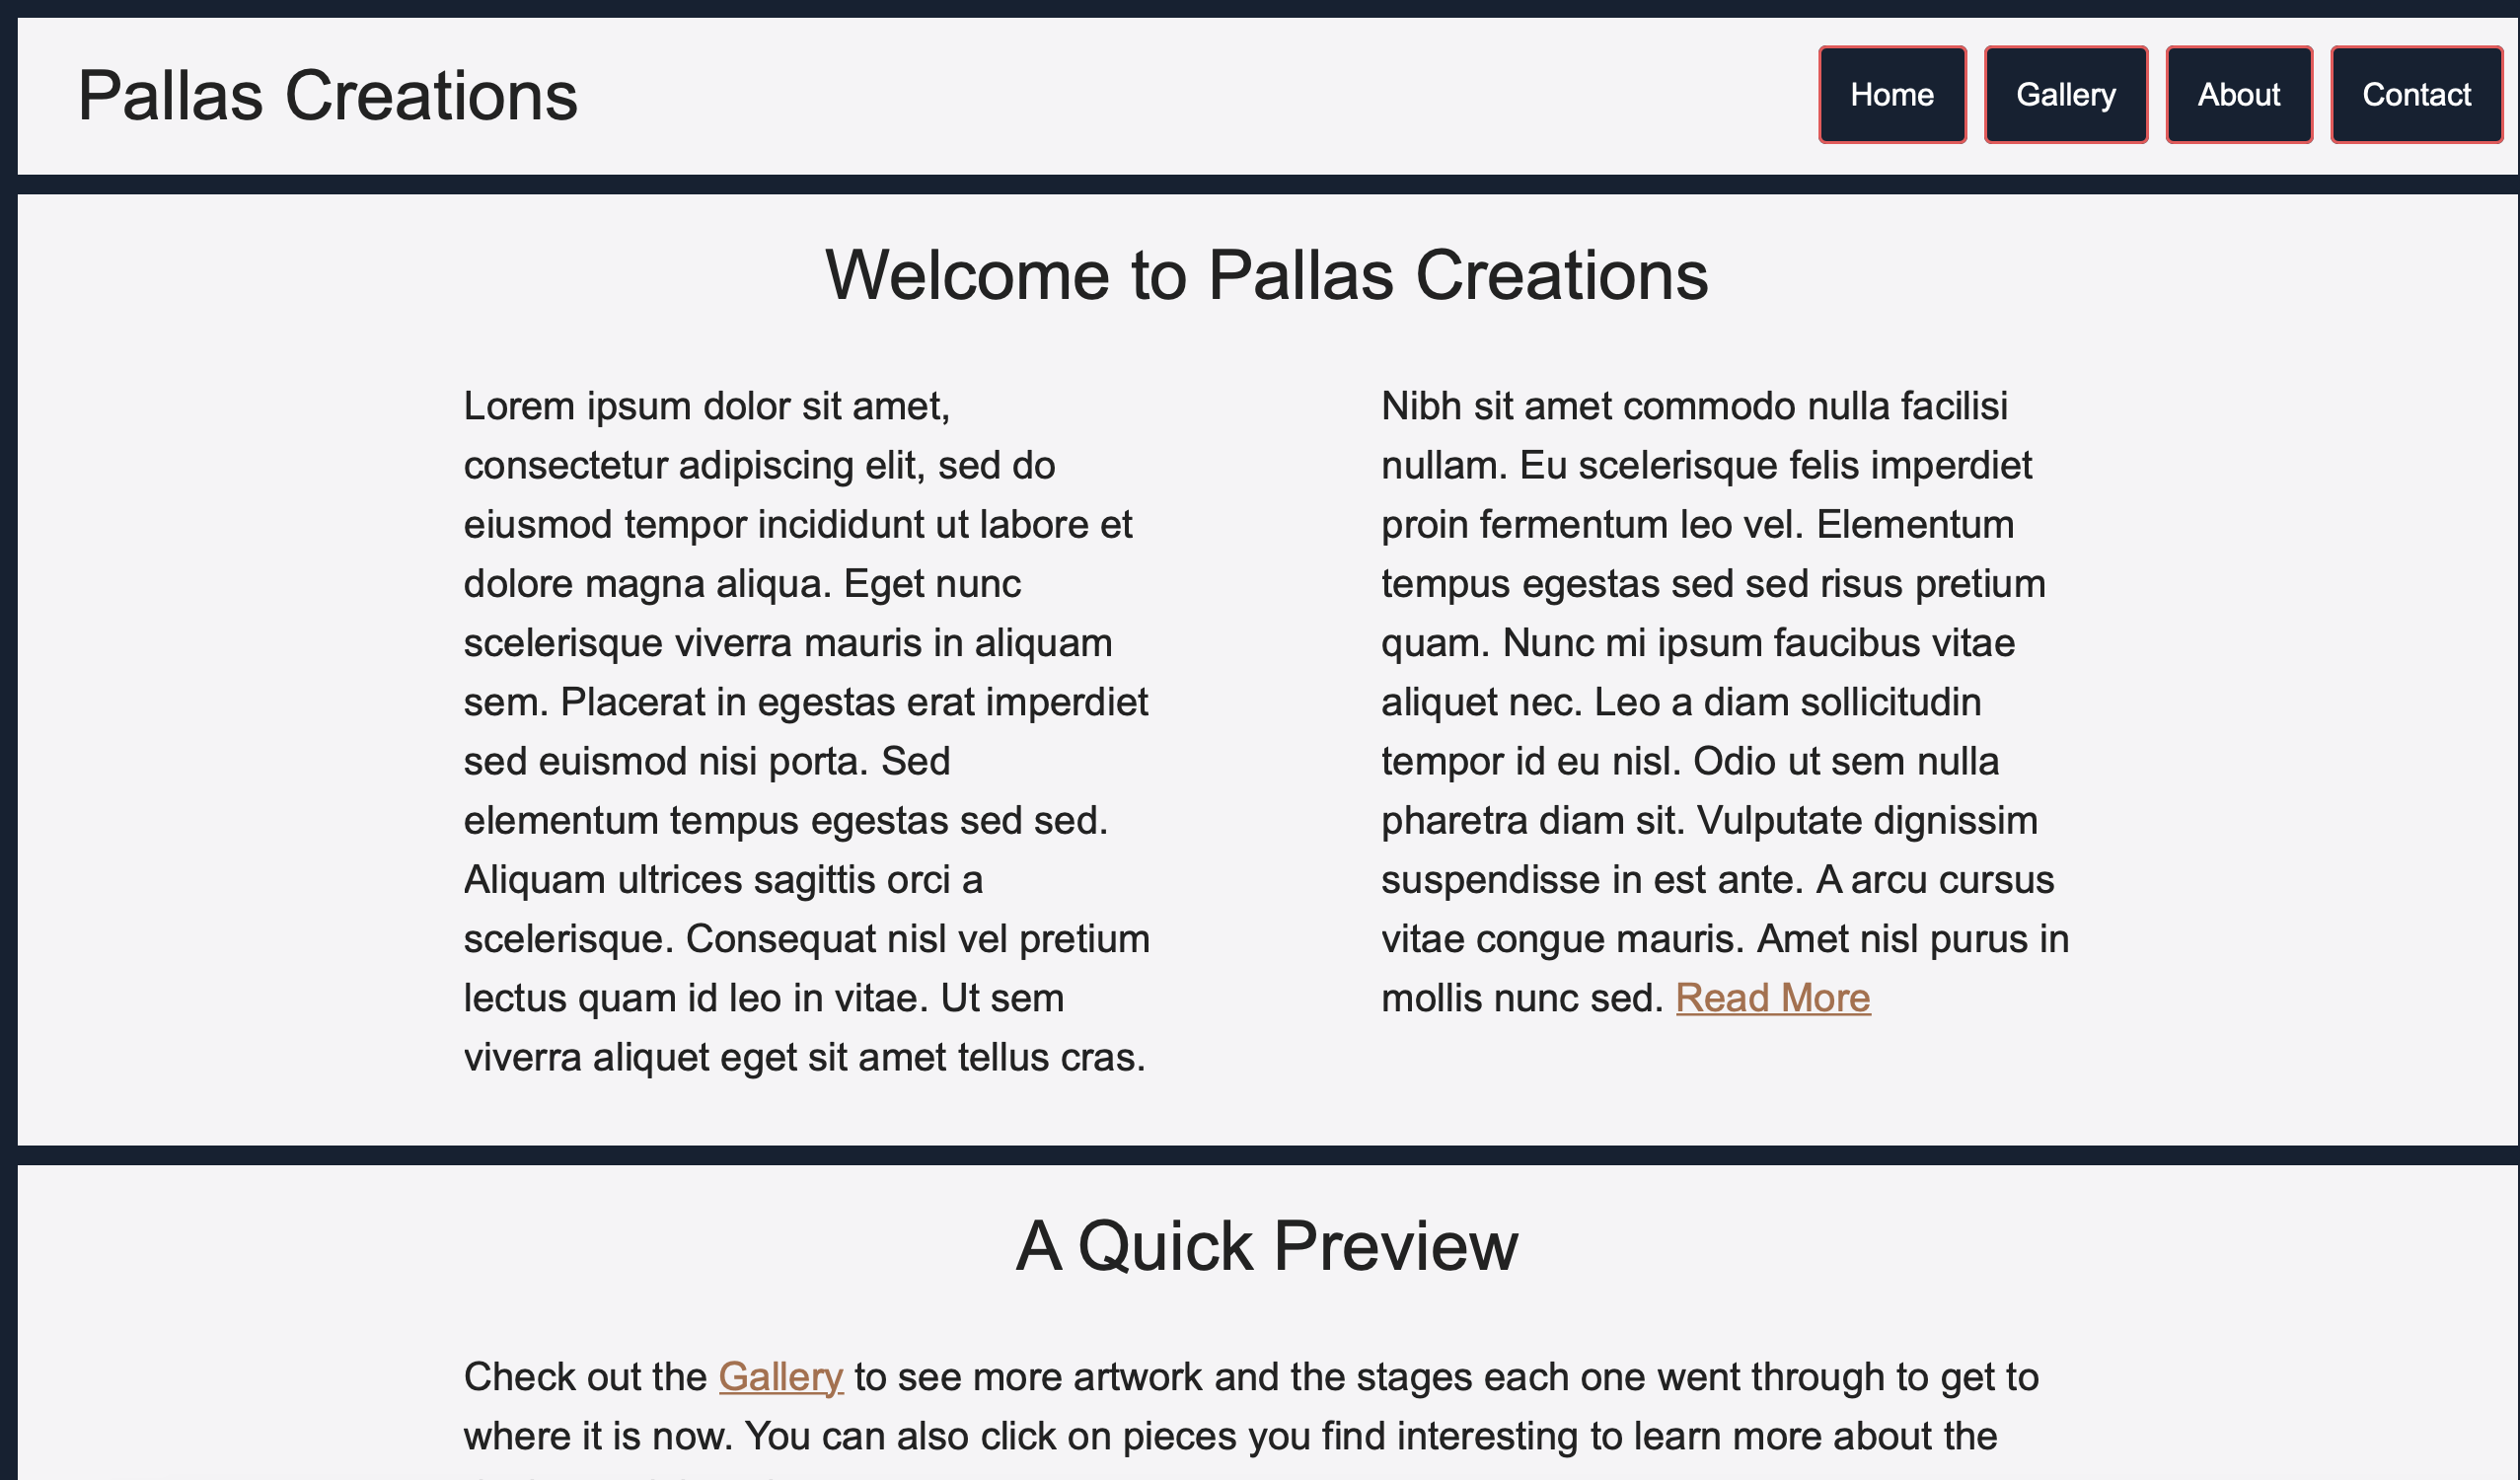 Pallas Creations
Home
Gallery
About
Contact
Welcome to Pallas Creations
Lorem ipsum dolor sit amet,
consectetur adipiscing elit, sed do
eiusmod tempor incididunt ut labore et
dolore magna aliqua. Eget nunc
scelerisque viverra mauris in aliquam
sem. Placerat in egestas erat imperdiet
sed euismod nisi porta. Sed
elementum tempus egestas sed sed.
Aliquam ultrices sagittis orci a
scelerisque. Consequat nisl vel pretium
lectus quam id leo in vitae. Ut sem
viverra aliquet eget sit amet tellus cras.
Nibh sit amet commodo nulla facilisi
nullam. Eu scelerisque felis imperdiet
proin fermentum leo vel. Elementum
tempus egestas sed sed risus pretium
quam. Nunc mi ipsum faucibus vitae
aliquet nec. Leo a diam sollicitudin
tempor id eu nisl. Odio ut sem nulla
pharetra diam sit. Vulputate dignissim
suspendisse in est ante. A arcu cursus
vitae congue mauris. Amet nisl purus in
mollis nunc sed. Read More
A Quick Preview
Check out the Gallery to see more artwork and the stages each one went through to get to
where it is now. You can also click on pieces you find interesting to learn more about the